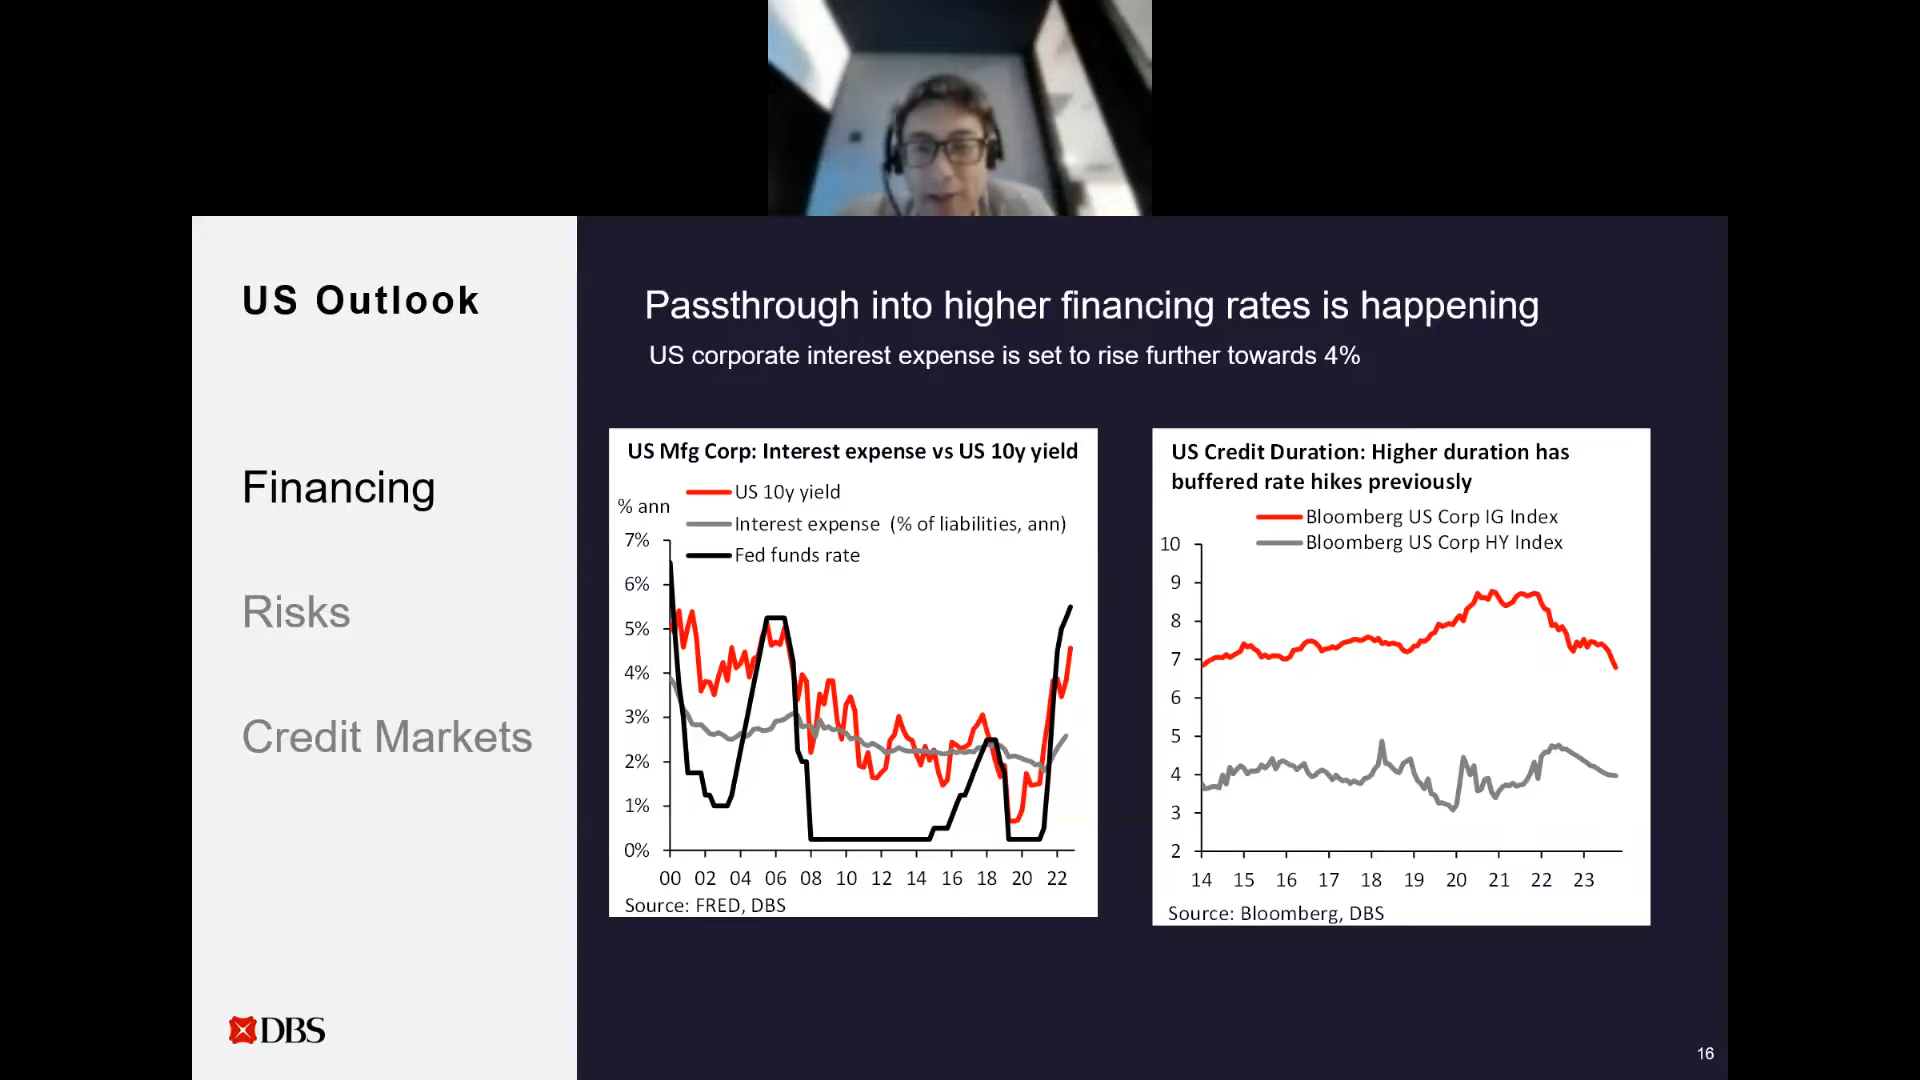 US Outlook
Financing
Risks
Credit Markets
DBS
Passthrough into higher financing rates is happening
US corporate interest expense is set to rise further towards 4%
US Mfg Corp: Interest expense vs US 10y yield
% ann
US 10y yield
Interest expense (% of liabilities, ann)
Fed funds rate
7%
6%
5%
4%
3%
2%
1%
0%
00 02 04 06 08 10 12 14 16 18 20 22
Source: FRED, DBS
US Credit Duration: Higher duration has
buffered rate hikes previously
Bloomberg US Corp IG Index
Bloomberg US Corp HY Index
10
9
8
7
6
5
4
3
2
14 15 16 17 18 19 20 21 22 23
Source: Bloomberg, DBS
16